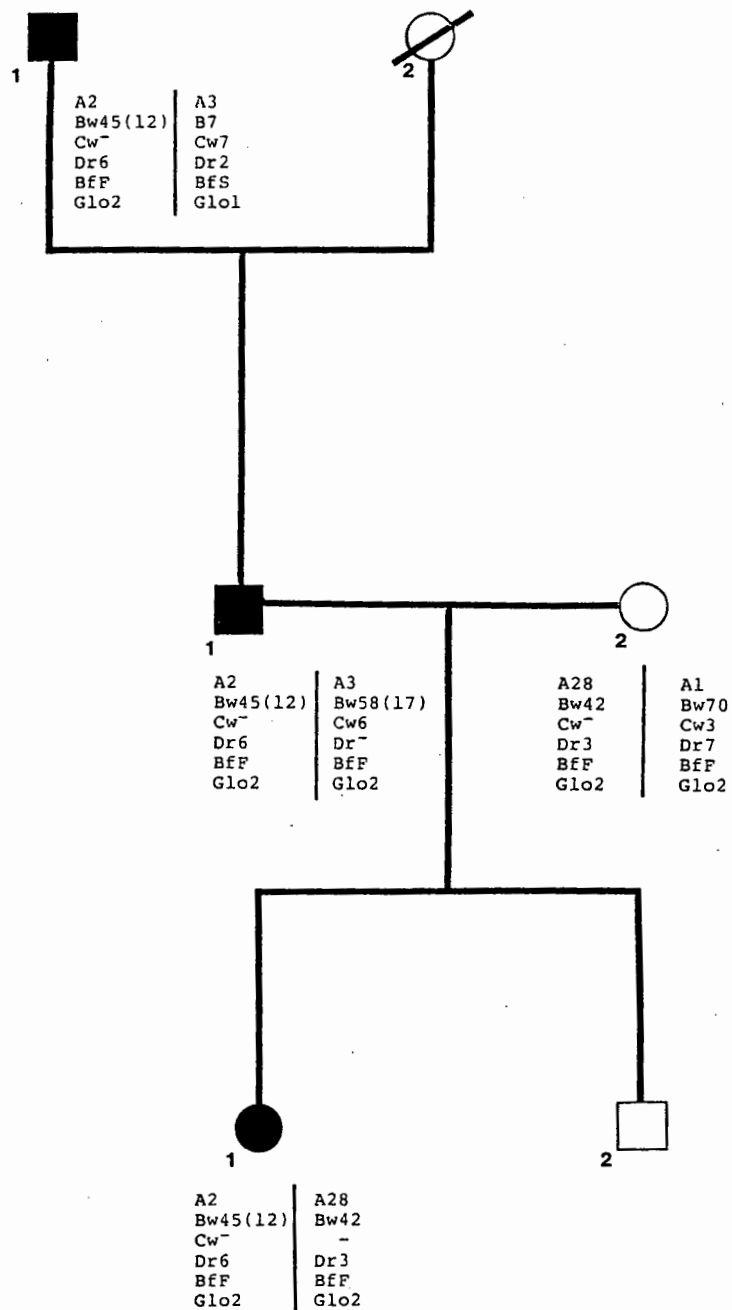 1
2
A2 A3
Bw45(12) B7
Cw⁻ Cw7
Dr6 Dr2
BfF BfS
Glo2 Glol
1
2
A2 A3
Bw45(12) Bw58(17)
Cw⁻ Cw6
Dr6 Dr⁻
BfF BfF
Glo2 Glo2
A28 A1
Bw42 Bw70
Cw⁻ Cw3
Dr3 Dr7
BfF BfF
Glo2 Glo2
1
2
A2 A28
Bw45(12) Bw42
Cw⁻ -
Dr6 Dr3
BfF BfF
Glo2 Glo2